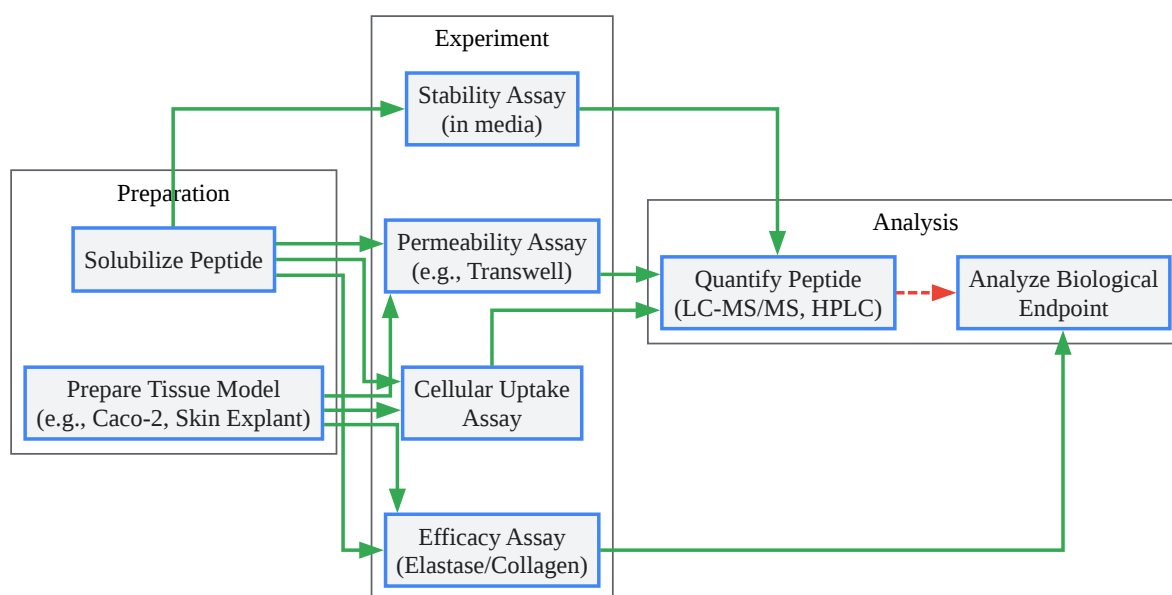 Preparation
Solubilize Peptide
Prepare Tissue Model
(e.g., Caco-2, Skin Explant)
Experiment
Stability Assay
(in media)
Permeability Assay
(e.g., Transwell)
Cellular Uptake
Assay
Efficacy Assay
(Elastase/Collagen)
Analysis
Quantify Peptide
(LC-MS/MS, HPLC)
Analyze Biological
Endpoint